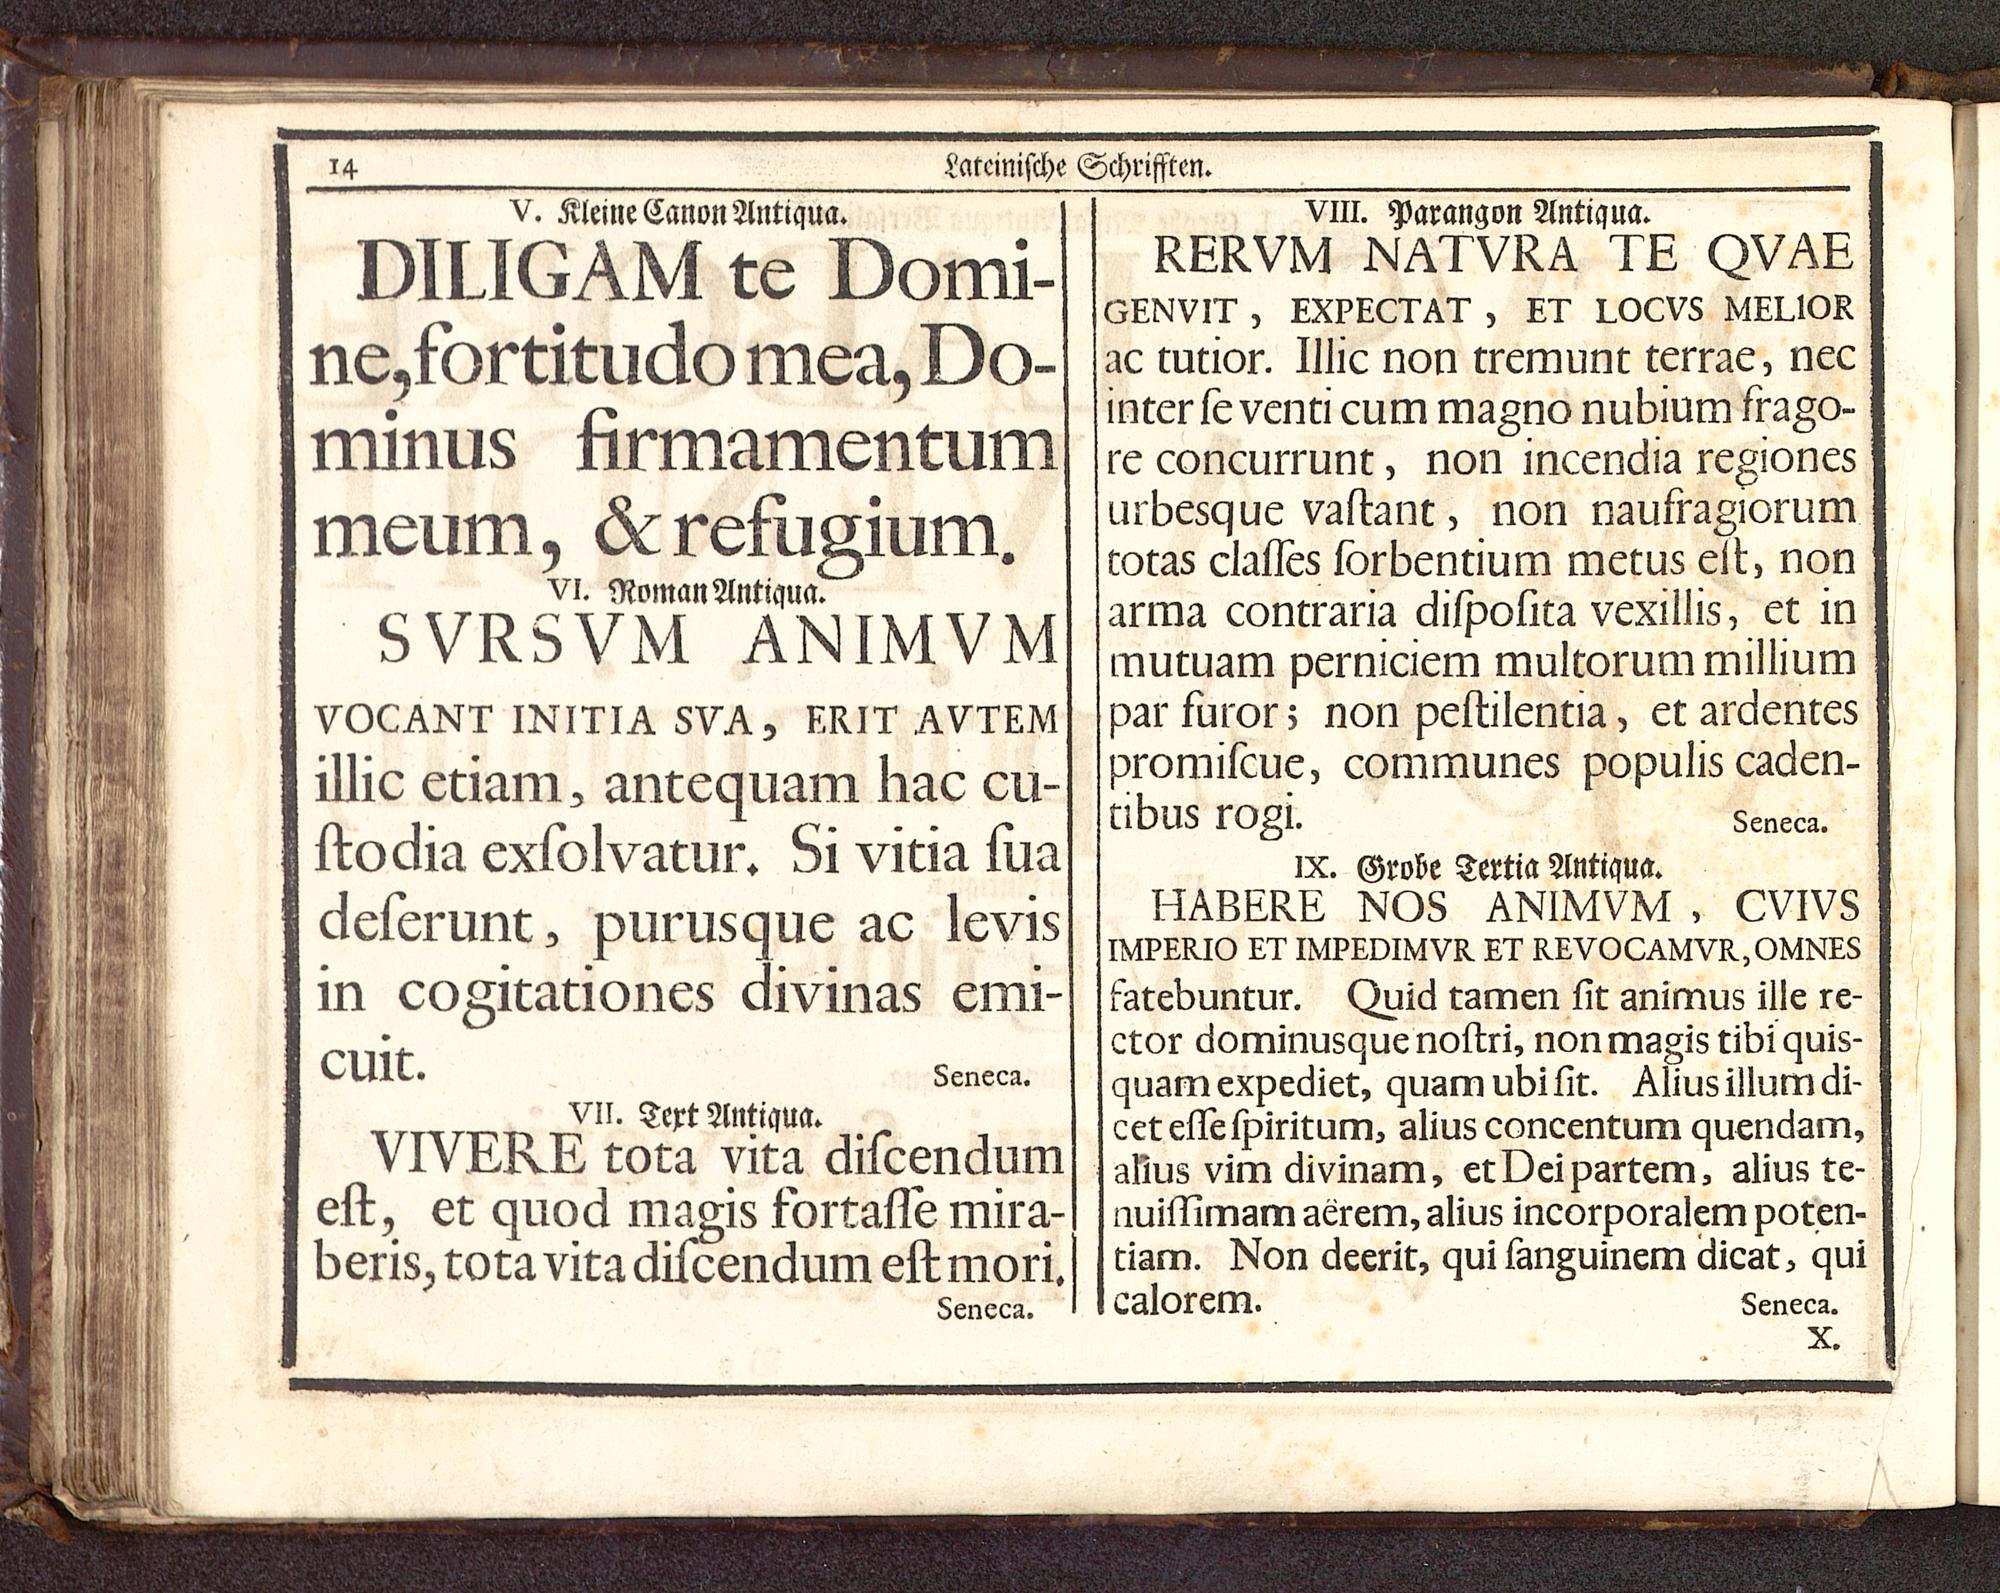 14
Lateiniſche Schrifften.
V. Kleine Canon Antiqua.
DILIGAM te Domi-
ne, fortitudo mea, Do-
minus firmamentum
meum, & refugium.
VI. Roman Antiqua.
SVRSVM ANIMVM
VOCANT INITIA SVA, ERIT AVTEM
illic etiam, antequam hac cu-
ſtodia exſolvatur. Si vitia ſua
deſerunt, purusque ac levis
in cogitationes divinas emi-
cuit.
Seneca.
VII. Text Antiqua.
VIVERE tota vita diſcendum
eſt, et quod magis fortaſſe mira-
beris, tota vita diſcendum eſt mori.
Seneca.
VIII. Parangon Antiqua.
RERVM NATVRA TE QVAE
GENVIT, EXPECTAT, ET LOCVS MELIOR
ac tutior. Illic non tremunt terrae, nec
inter ſe venti cum magno nubium frago-
re concurrunt, non incendia regiones
urbesque vaſtant, non naufragiorum
totas claſſes ſorbentium metus eſt, non
arma contraria diſpoſita vexillis, et in
mutuam perniciem multorum millium
par furor; non peſtilentia, et ardentes
promiſcue, communes populis caden-
tibus rogi.
Seneca.
IX. Grobe Tertia Antiqua.
HABERE NOS ANIMVM, CVIVS
IMPERIO ET IMPEDIMVR ET REVOCAMVR, OMNES
fatebuntur. Quid tamen ſit animus ille re-
ctor dominusque noſtri, non magis tibi quis-
quam expediet, quam ubi ſit. Alius illum di-
cet eſſe ſpiritum, alius concentum quendam,
alius vim divinam, et Dei partem, alius te-
nuiſſimam aërem, alius incorporalem poten-
tiam. Non deerit, qui ſanguinem dicat, qui
calorem.
Seneca.
X.